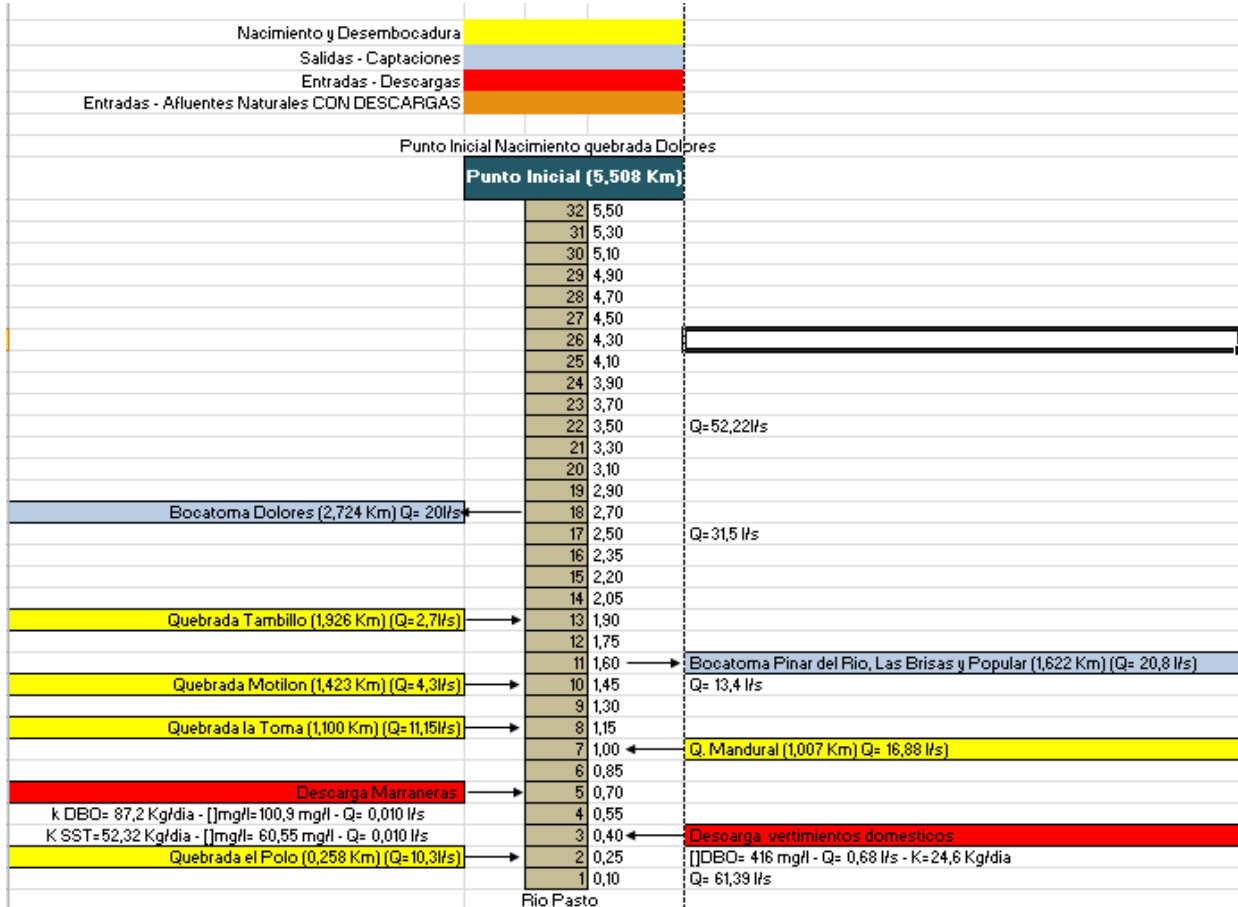 Nacimiento y Desembocadura
Salidas - Captaciones
Entradas - Descargas
Entradas - Afluentes Naturales CON DESCARGAS
Punto Inicial Nacimiento quebrada Dolores
Punto Inicial (5,508 Km)
32 5,50
31 5,30
30 5,10
29 4,90
28 4,70
27 4,50
26 4,30
25 4,10
24 3,90
23 3,70
22 3,50 Q=52,22l/s
21 3,30
20 3,10
19 2,90
Bocatoma Dolores (2,724 Km) Q= 20l/s 18 2,70
17 2,50 Q=31,5 l/s
16 2,35
15 2,20
14 2,05
Quebrada Tambillo (1,926 Km) (Q=2,7l/s) 13 1,90
12 1,75
11 1,60 Bocatoma Pinar del Rio, Las Brisas y Popular (1,622 Km) (Q= 20,8 l/s)
Quebrada Motilon (1,423 Km) (Q=4,3l/s) 10 1,45 Q= 13,4 l/s
9 1,30
Quebrada la Toma (1,100 Km) (Q=11,15l/s) 8 1,15
7 1,00 Q. Mandural (1,007 Km) Q= 16,88 l/s)
6 0,85
Descarga Marraneras 5 0,70
k DBO= 87,2 Kg/dia - []mg/l=100,9 mg/l - Q= 0,010 l/s 4 0,55
K SST=52,32 Kg/dia - []mg/l= 60,55 mg/l - Q= 0,010 l/s 3 0,40 Descarga vertimientos domesticos
Quebrada el Polo (0,258 Km) (Q=10,3l/s) 2 0,25 []DBO= 416 mg/l - Q= 0,68 l/s - K=24,6 Kg/dia
1 0,10 Q= 61,39 l/s
Rio Pasto